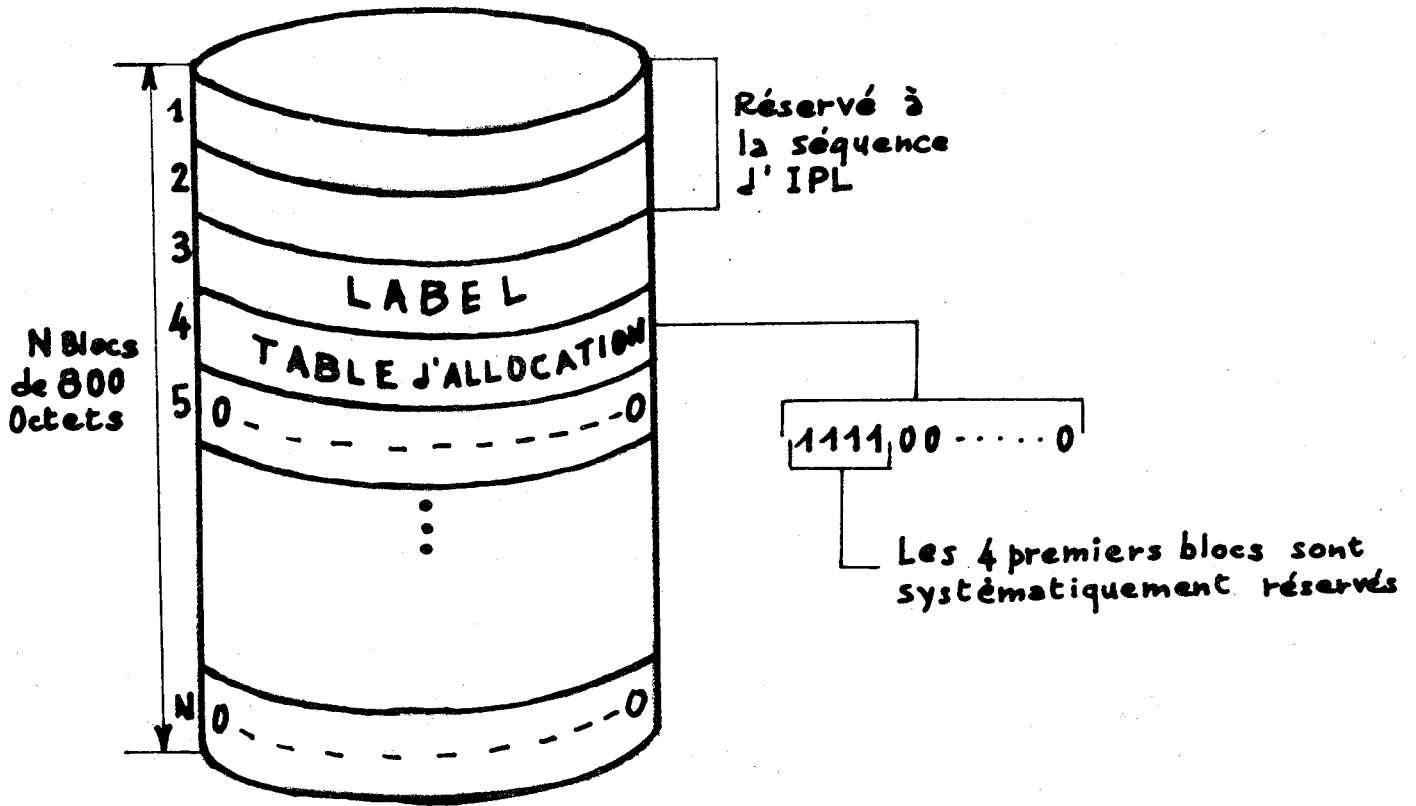 1
Réservé à
la séquence
d' IPL
2
3
LABEL
4
TABLE d'ALLOCATION
N Blocs
de 800
Octets
5
0 - - - - - - - - - 0
1111 00 ...... 0
Les 4 premiers blocs sont
systématiquement réservés
N
0 - - - - - - - - - 0